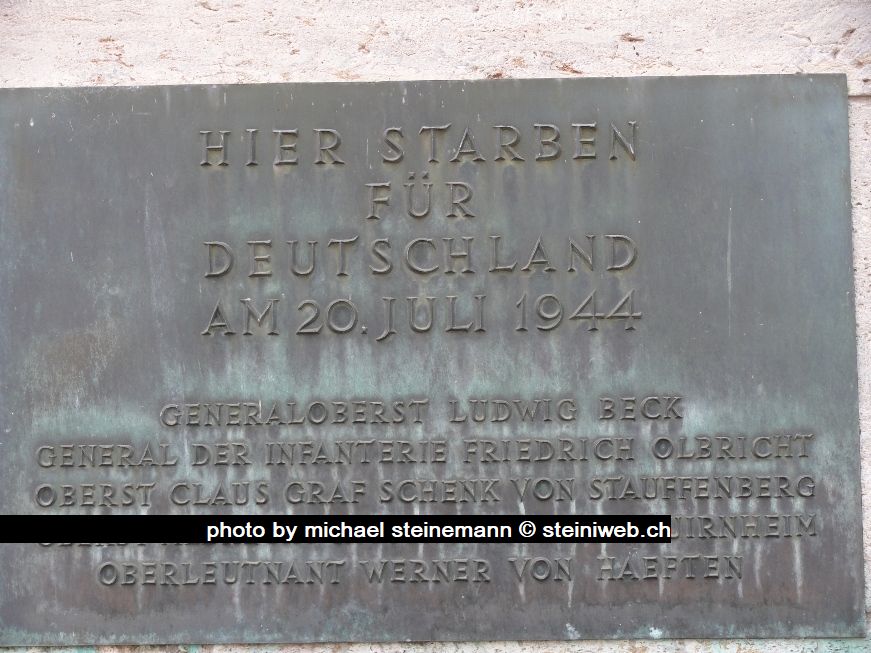 HIER STARBEN
FÜR
DEUTSCHLAND
AM 20. JULI 1944
GENERALOBERST LUDWIG BECK
GENERAL DER INFANTERIE FRIEDRICH OLBRICHT
OBERST CLAUS GRAF SCHENK VON STAUFFENBERG
photo by michael steinemann © steiniweb.ch
OBERLEUTNANT WERNER VON HAEFTEN